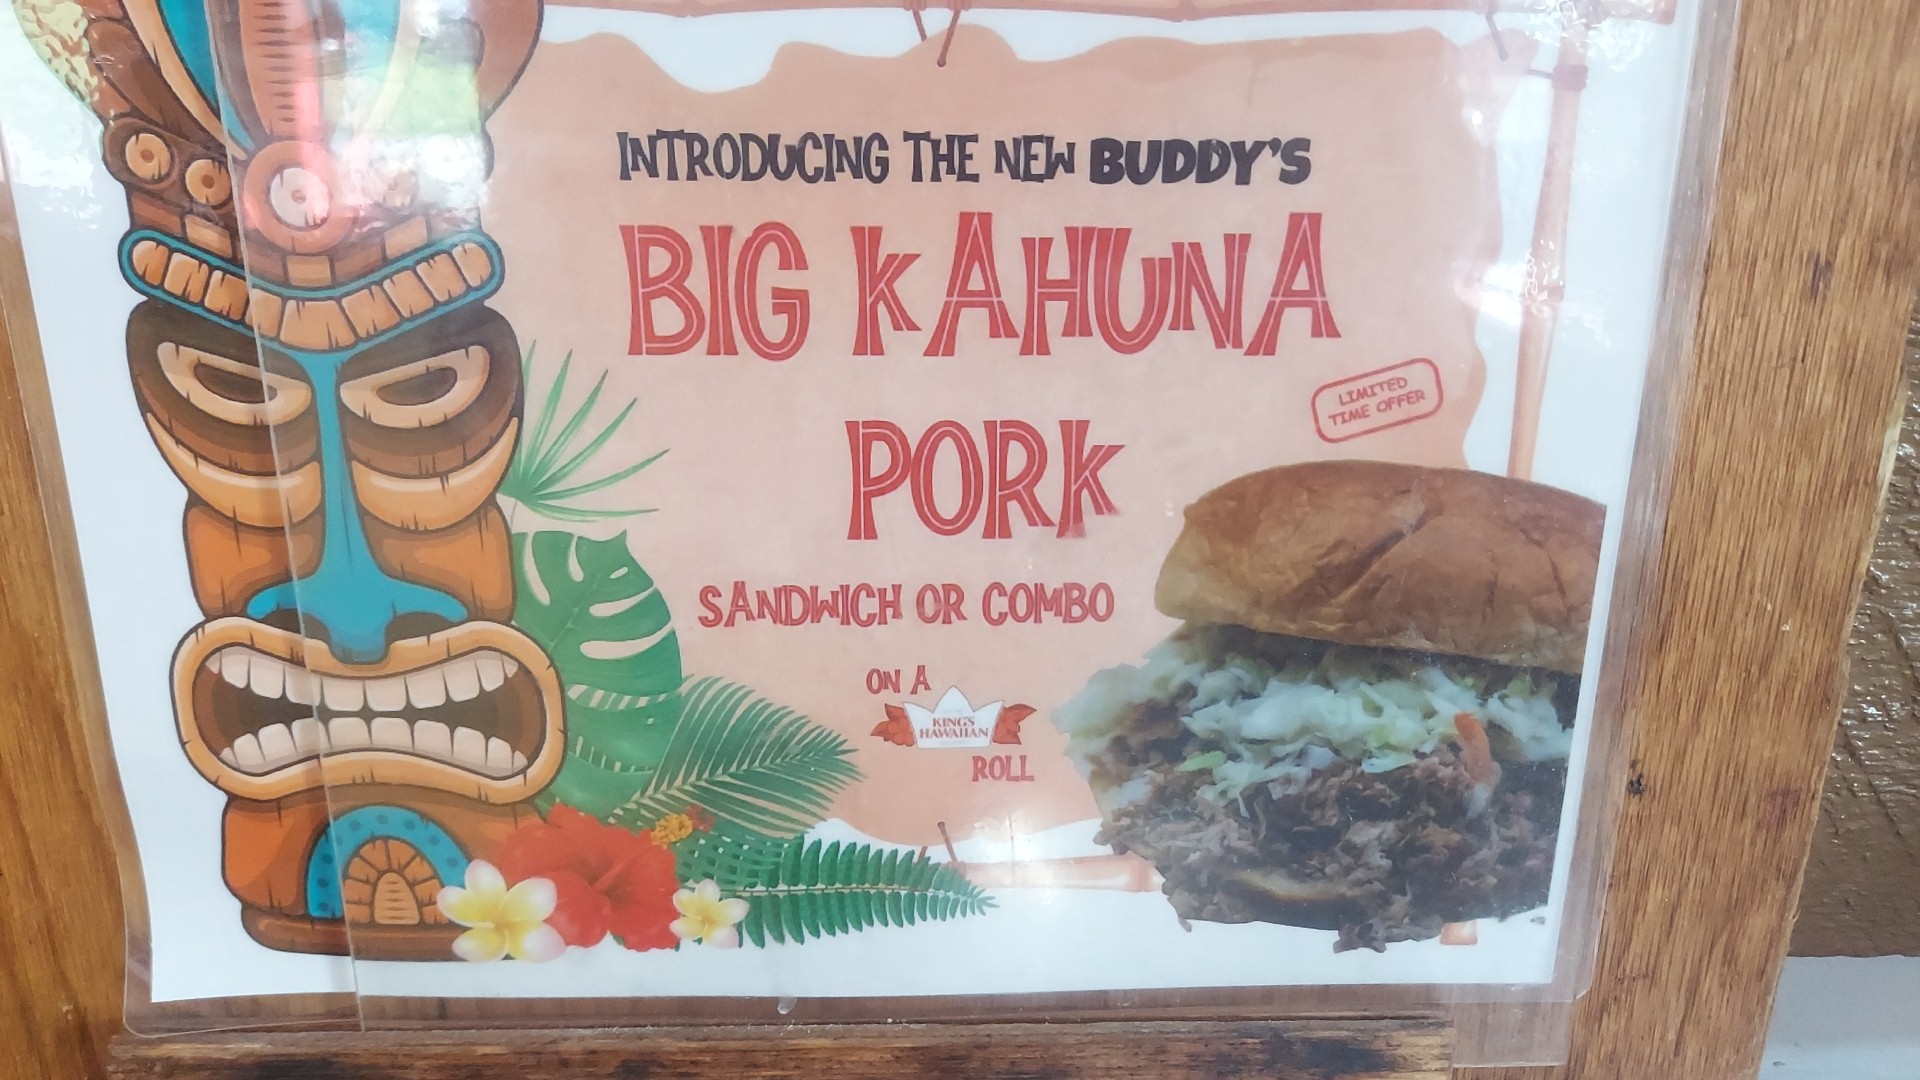 INTRODUCING THE NEW BUDDY'S
BIG KAHUNA
LIMITED
TIME OFFER
PORK
SANDWICH OR COMBO
ON A
KING'S
HAWAIIAN
ROLL